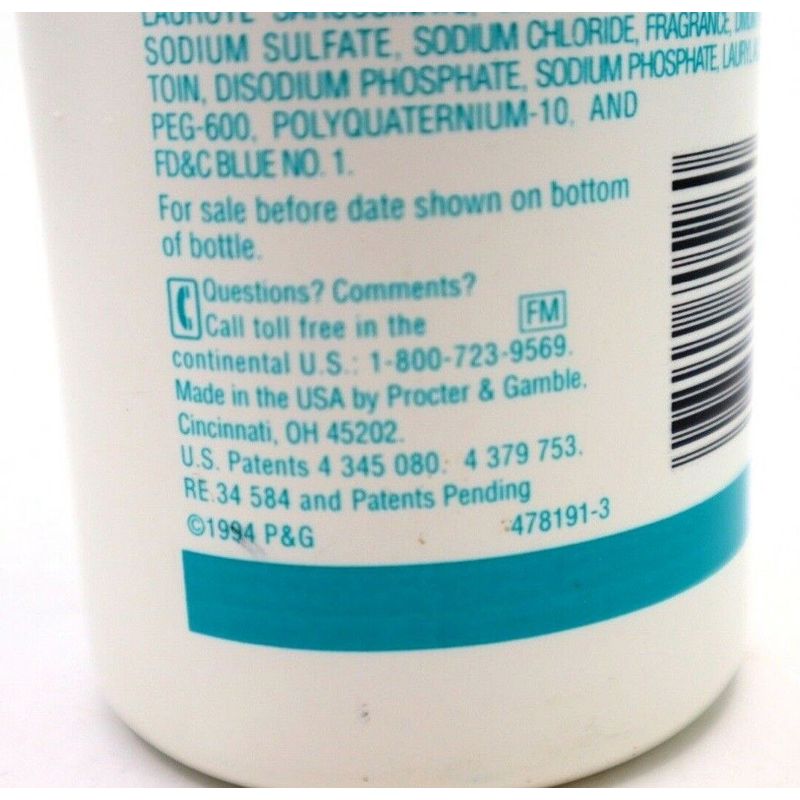 SODIUM SULFATE, SODIUM CHLORIDE, FRAGRANCE,
TOIN, DISODIUM PHOSPHATE, SODIUM PHOSPHATE,
PEG-600, POLYQUATERNIUM-10, AND
FD&C BLUE NO. 1.
For sale before date shown on bottom
of bottle.
Questions? Comments?
Call toll free in the
FM
continental U.S.: 1-800-723-9569.
Made in the USA by Procter & Gamble,
Cincinnati, OH 45202.
U.S. Patents 4 345 080: 4 379 753.
RE.34 584 and Patents Pending
©1994 P&G 478191-3